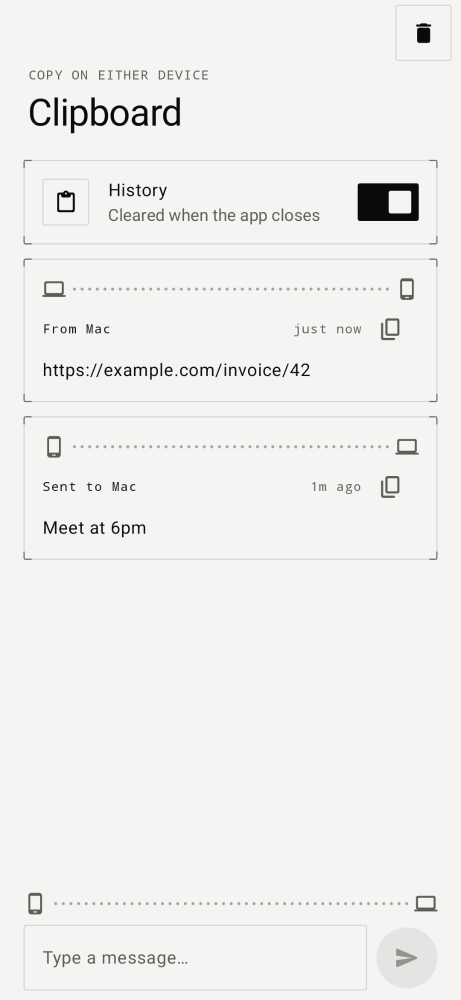 COPY ON EITHER DEVICE
Clipboard
History
Cleared when the app closes
From Mac
just now
https://example.com/invoice/42
Sent to Mac
1m ago
Meet at 6pm
Type a message…